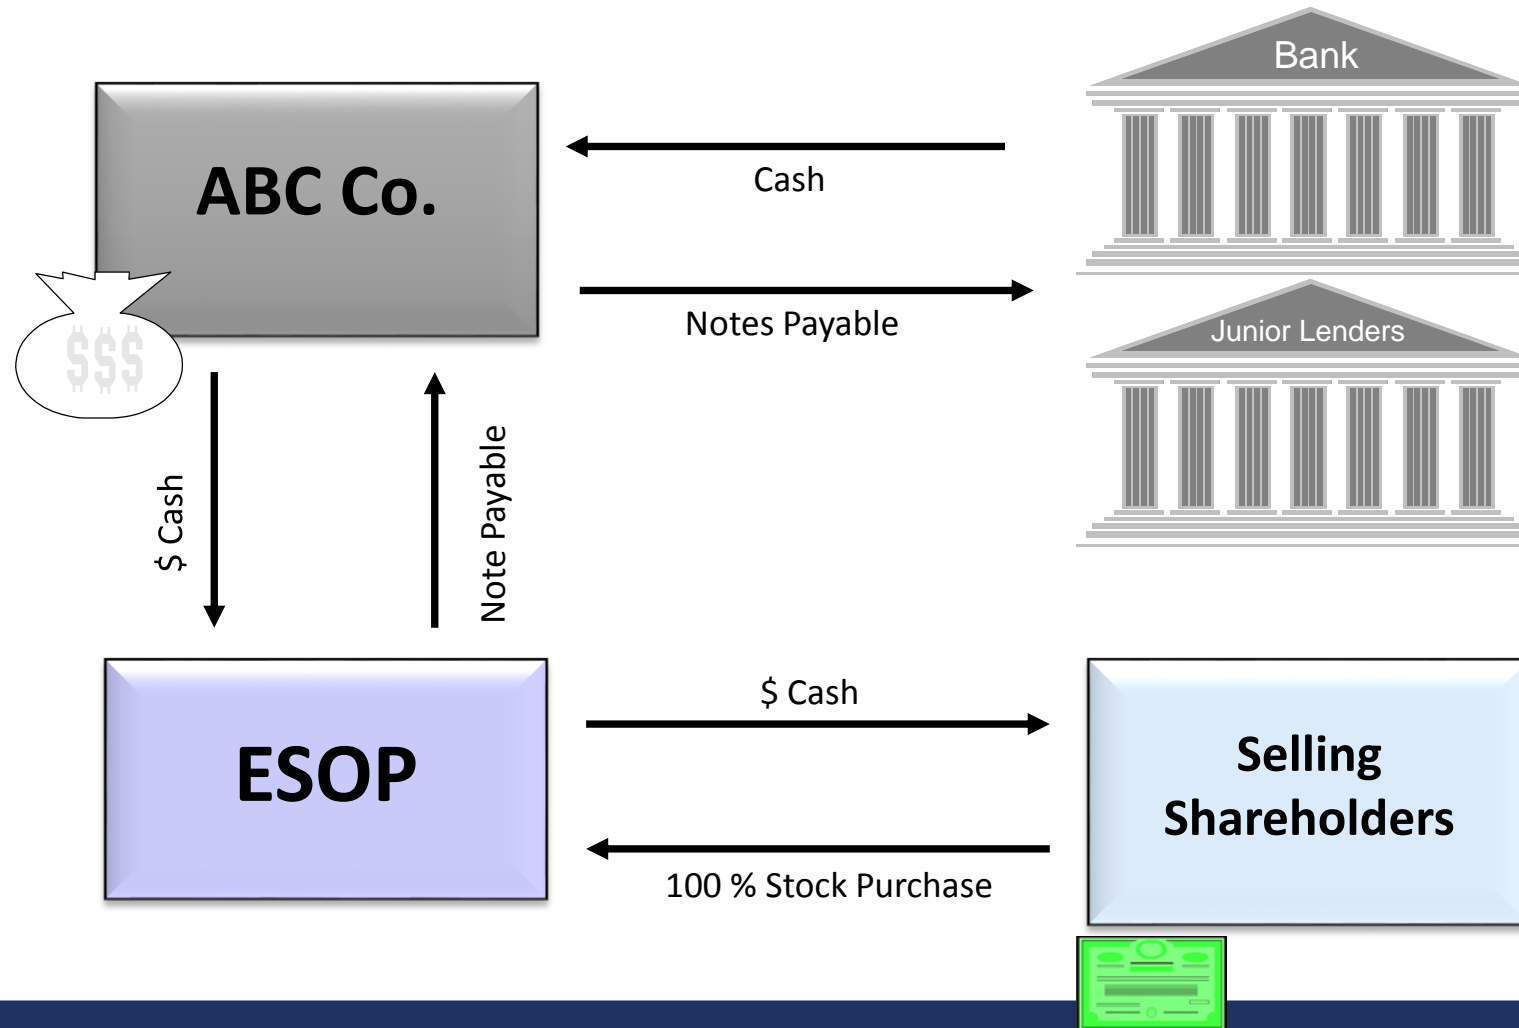 Bank
ABC Co.
Cash
Notes Payable
Junior Lenders
$$$
$ Cash
Note Payable
$ Cash
ESOP
Selling
Shareholders
100 % Stock Purchase